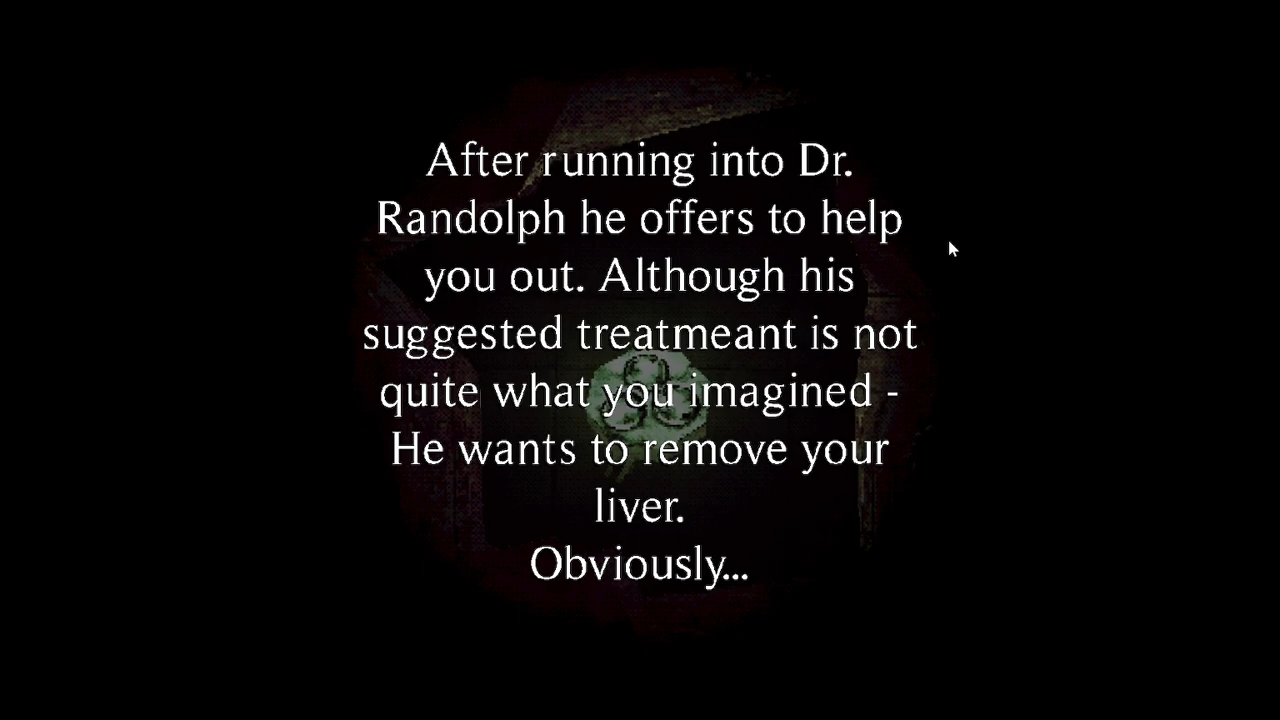 After running into Dr.
Randolph he offers to help
you out. Although his
suggested treatmeant is not
quite what you imagined -
He wants to remove your
liver.
Obviously...